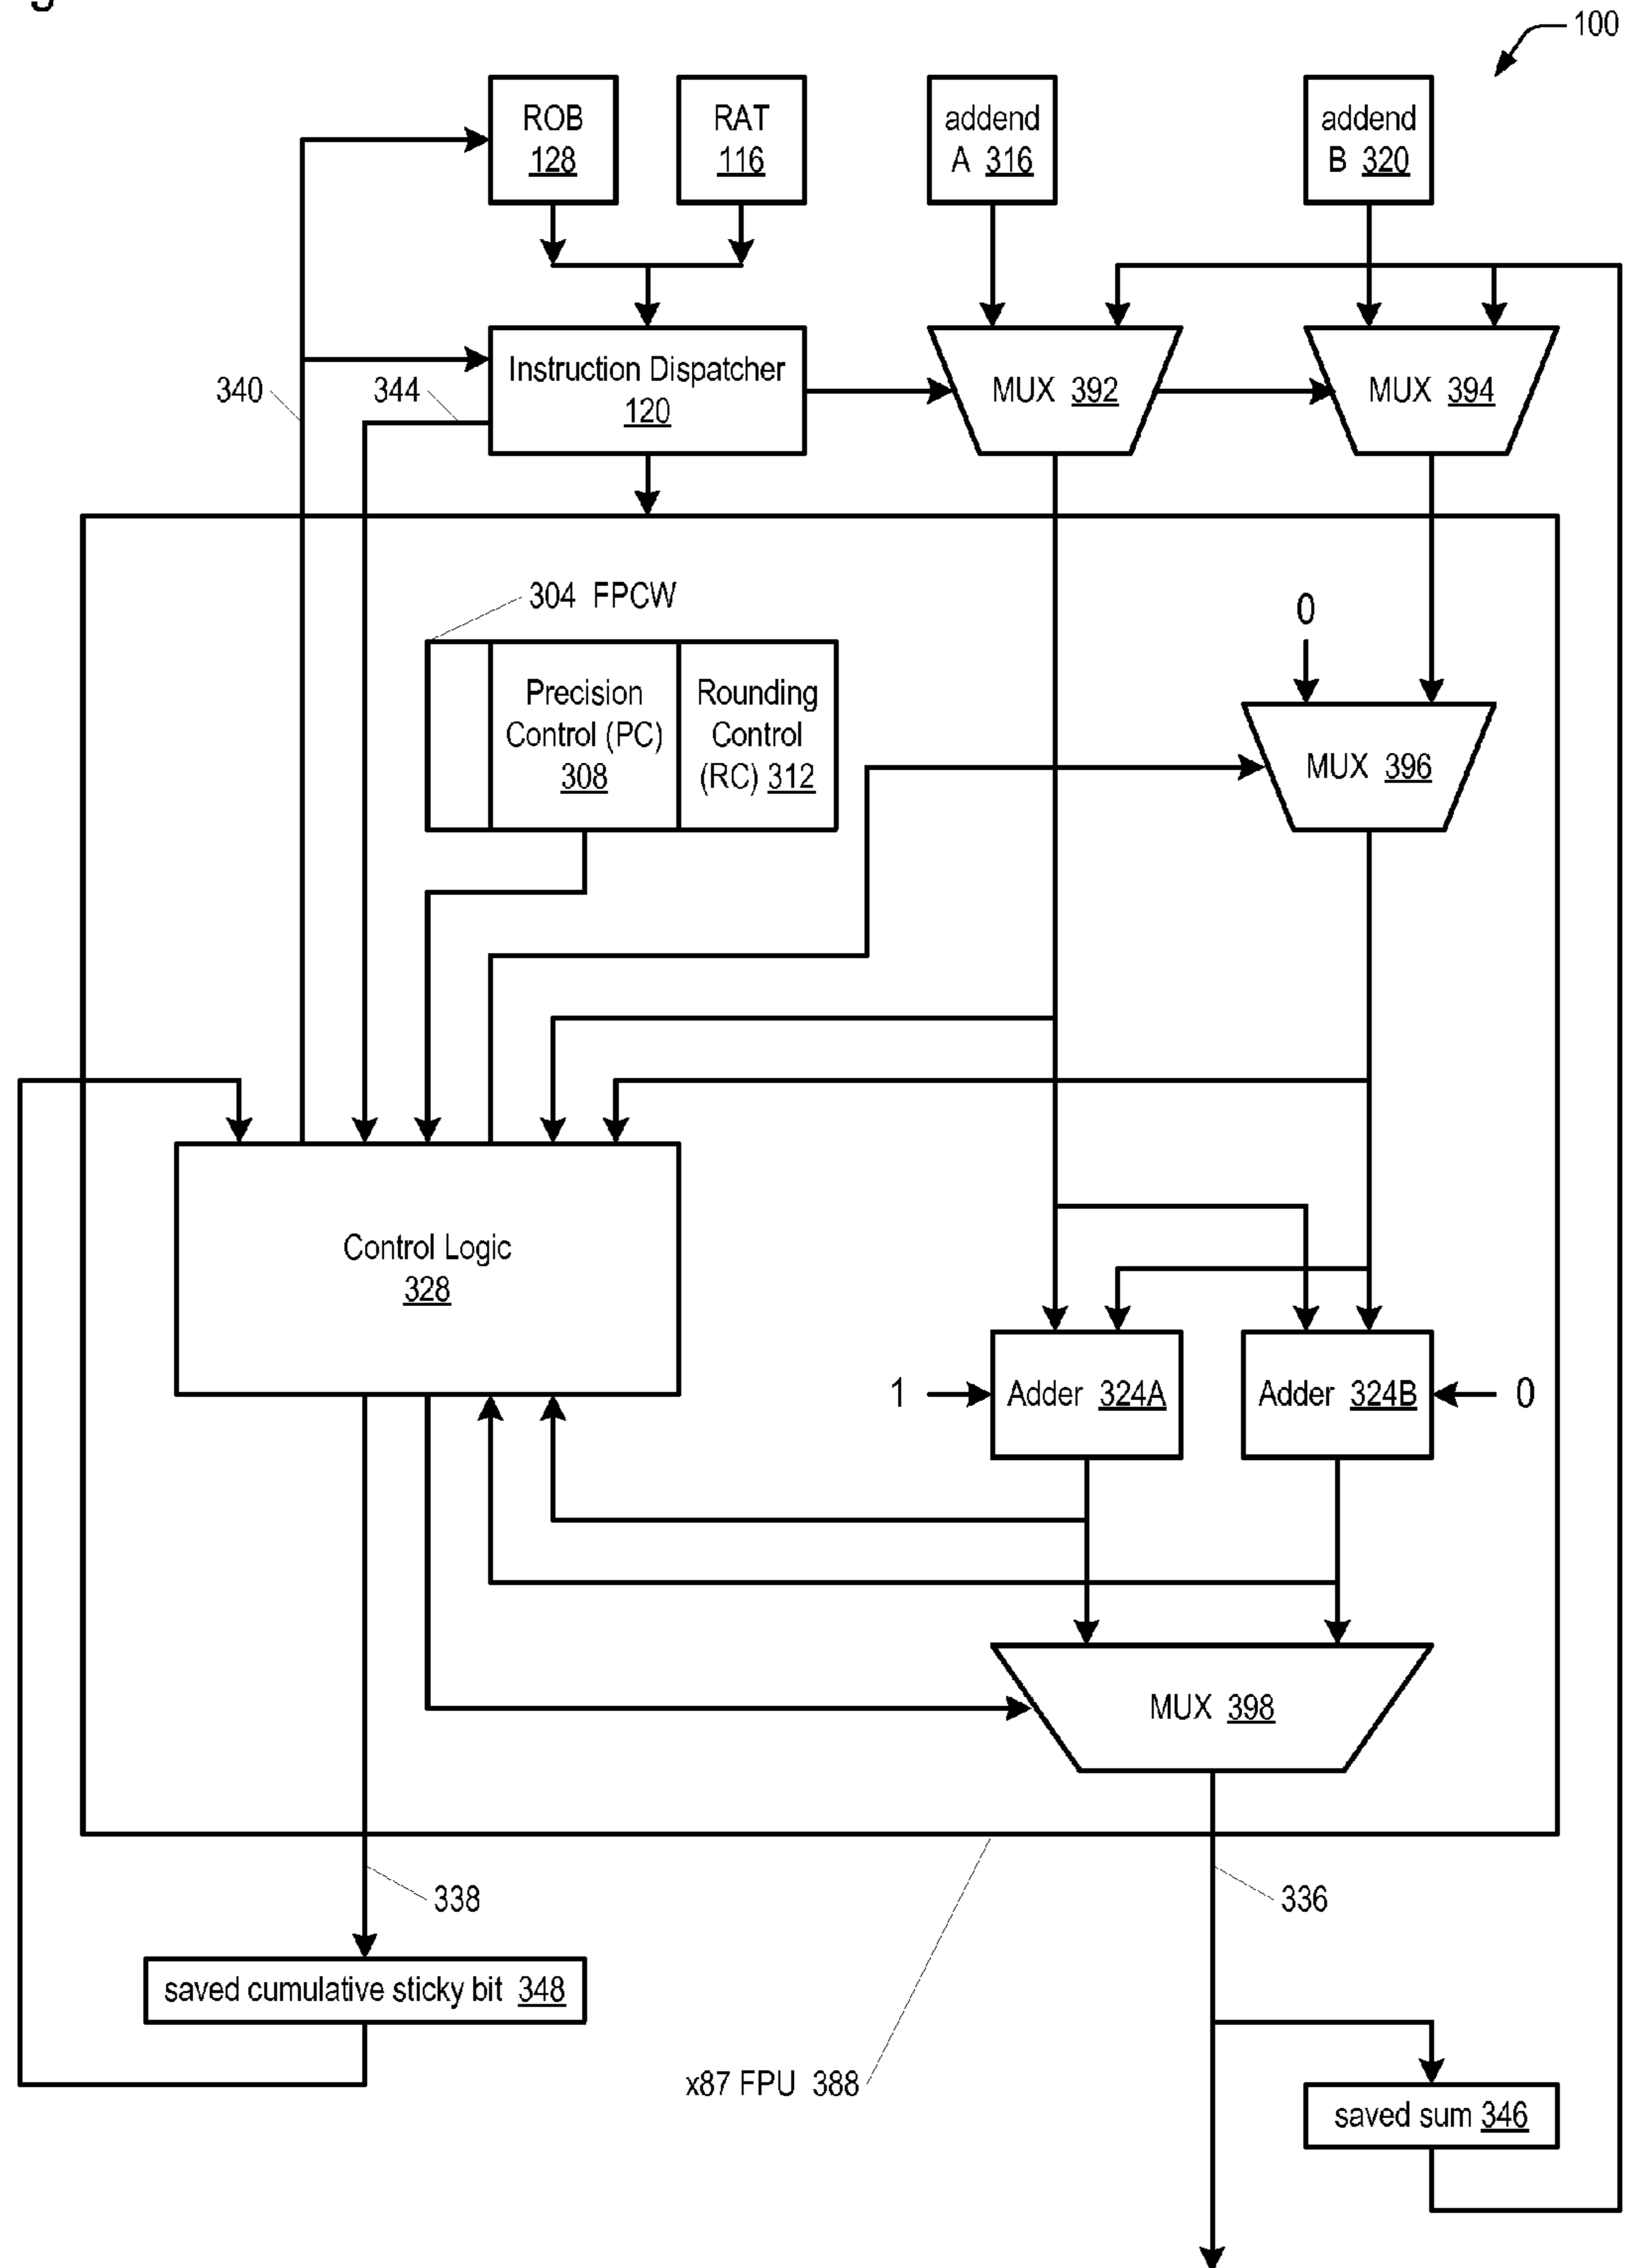 100
ROB
128
RAT
116
addend
A 316
addend
B 320
340
344
Instruction Dispatcher
120
MUX 392
MUX 394
304 FPCW
0
Precision
Control (PC)
308
Rounding
Control
(RC) 312
MUX 396
Control Logic
328
1
Adder 324A
Adder 324B
0
MUX 398
338
336
saved cumulative sticky bit 348
x87 FPU 388
saved sum 346